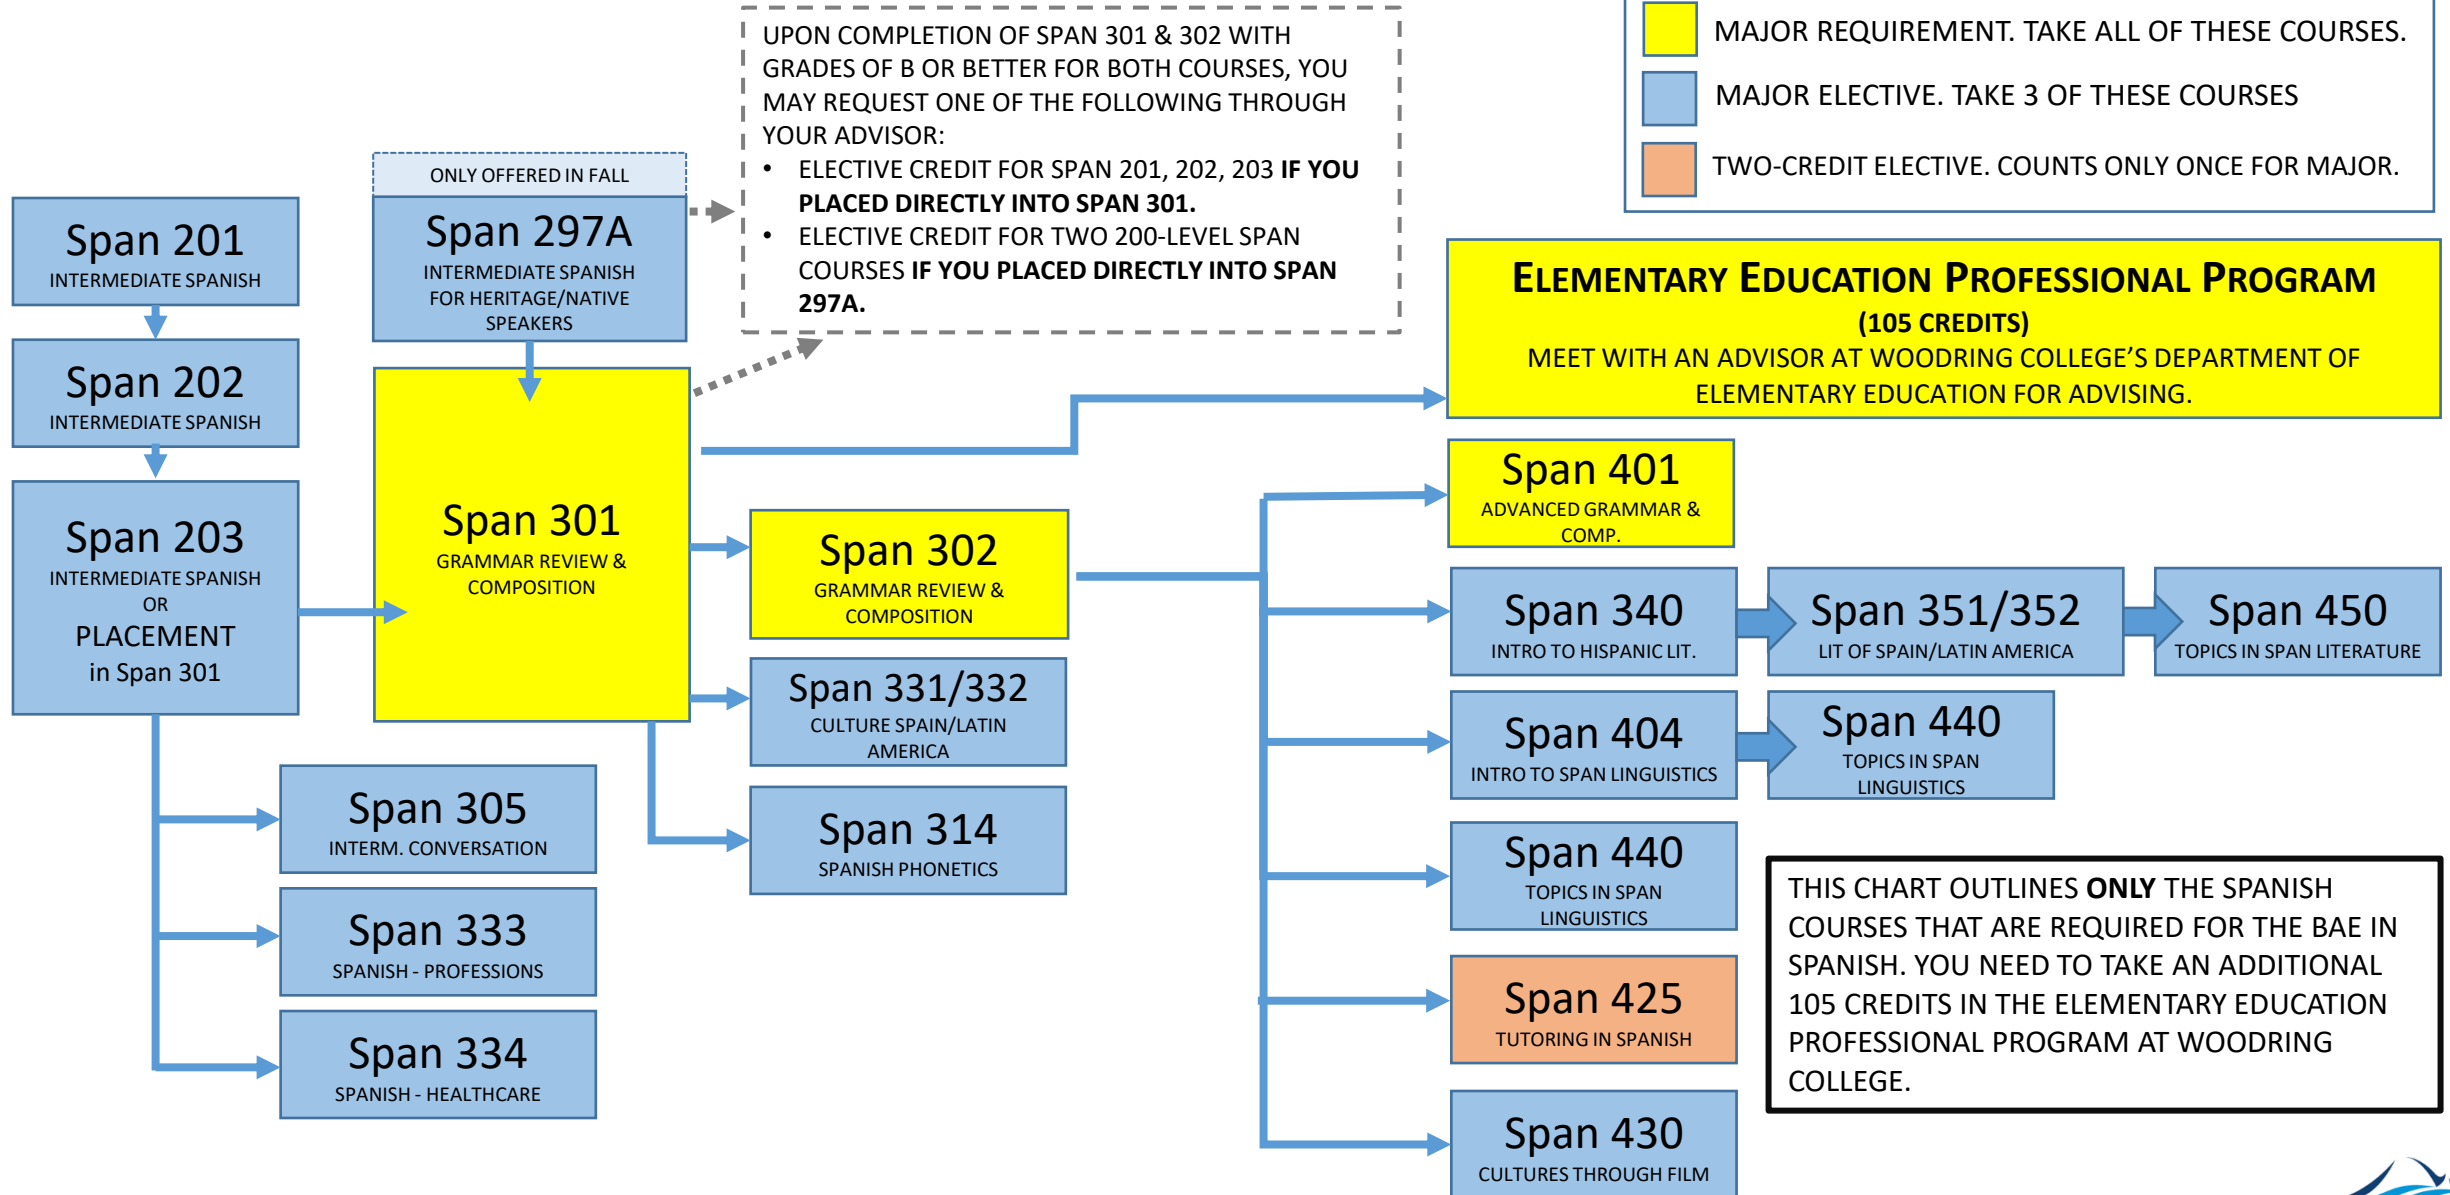 UPON COMPLETION OF SPAN 301 & 302 WITH
GRADES OF B OR BETTER FOR BOTH COURSES, YOU
MAY REQUEST ONE OF THE FOLLOWING THROUGH
YOUR ADVISOR:
• ELECTIVE CREDIT FOR SPAN 201, 202, 203 IF YOU
PLACED DIRECTLY INTO SPAN 301.
• ELECTIVE CREDIT FOR TWO 200-LEVEL SPAN
COURSES IF YOU PLACED DIRECTLY INTO SPAN
297A.
MAJOR REQUIREMENT. TAKE ALL OF THESE COURSES.
MAJOR ELECTIVE. TAKE 3 OF THESE COURSES
TWO-CREDIT ELECTIVE. COUNTS ONLY ONCE FOR MAJOR.
Span 201
INTERMEDIATE SPANISH
Span 202
INTERMEDIATE SPANISH
Span 203
INTERMEDIATE SPANISH
OR
PLACEMENT
in Span 301
ONLY OFFERED IN FALL
Span 297A
INTERMEDIATE SPANISH
FOR HERITAGE/NATIVE
SPEAKERS
Span 301
GRAMMAR REVIEW &
COMPOSITION
Span 305
INTERM. CONVERSATION
Span 333
SPANISH - PROFESSIONS
Span 334
SPANISH - HEALTHCARE
Span 302
GRAMMAR REVIEW &
COMPOSITION
Span 331/332
CULTURE SPAIN/LATIN
AMERICA
Span 314
SPANISH PHONETICS
ELEMENTARY EDUCATION PROFESSIONAL PROGRAM
(105 CREDITS)
MEET WITH AN ADVISOR AT WOODRING COLLEGE'S DEPARTMENT OF
ELEMENTARY EDUCATION FOR ADVISING.
Span 401
ADVANCED GRAMMAR &
COMP.
Span 340
INTRO TO HISPANIC LIT.
Span 351/352
LIT OF SPAIN/LATIN AMERICA
Span 450
TOPICS IN SPAN LITERATURE
Span 404
INTRO TO SPAN LINGUISTICS
Span 440
TOPICS IN SPAN
LINGUISTICS
Span 440
TOPICS IN SPAN
LINGUISTICS
Span 425
TUTORING IN SPANISH
Span 430
CULTURES THROUGH FILM
THIS CHART OUTLINES ONLY THE SPANISH
COURSES THAT ARE REQUIRED FOR THE BAE IN
SPANISH. YOU NEED TO TAKE AN ADDITIONAL
105 CREDITS IN THE ELEMENTARY EDUCATION
PROFESSIONAL PROGRAM AT WOODRING
COLLEGE.